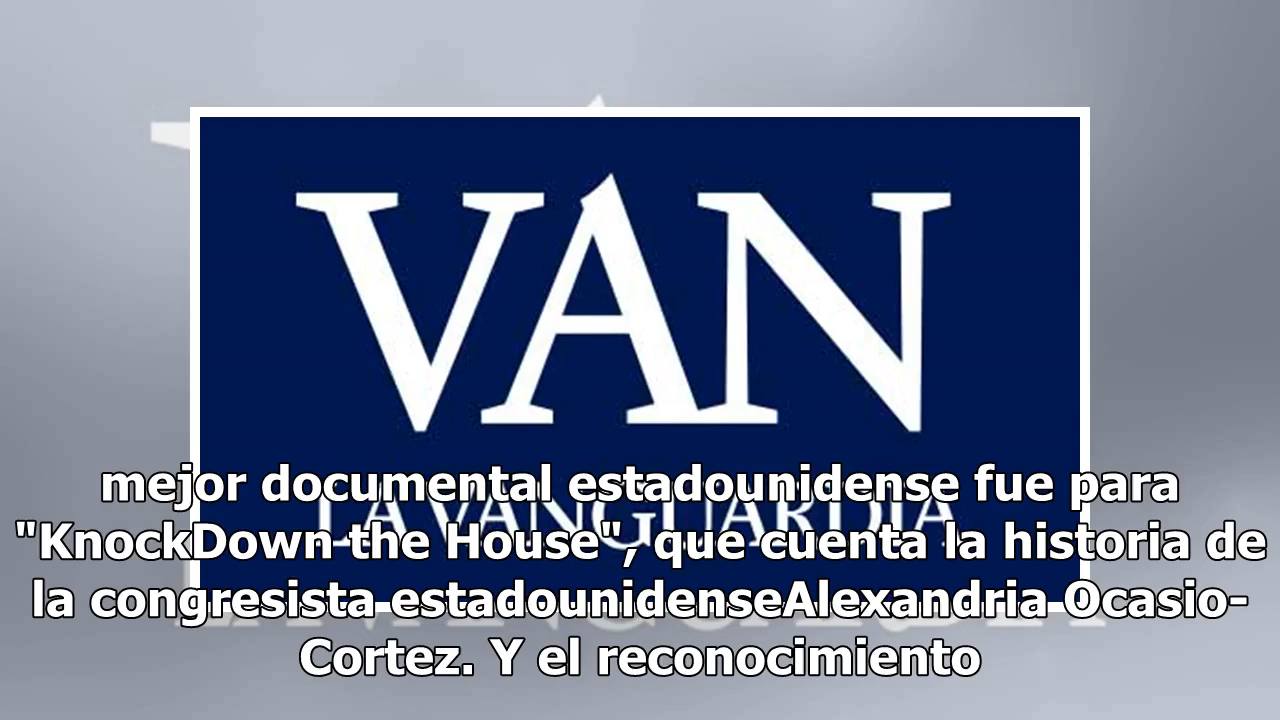 VAN
LA VANGUARDIA
mejor documental estadounidense fue para
"KnockDown the House", que cuenta la historia de
la congresista estadounidenseAlexandria Ocasio-
Cortez. Y el reconocimiento